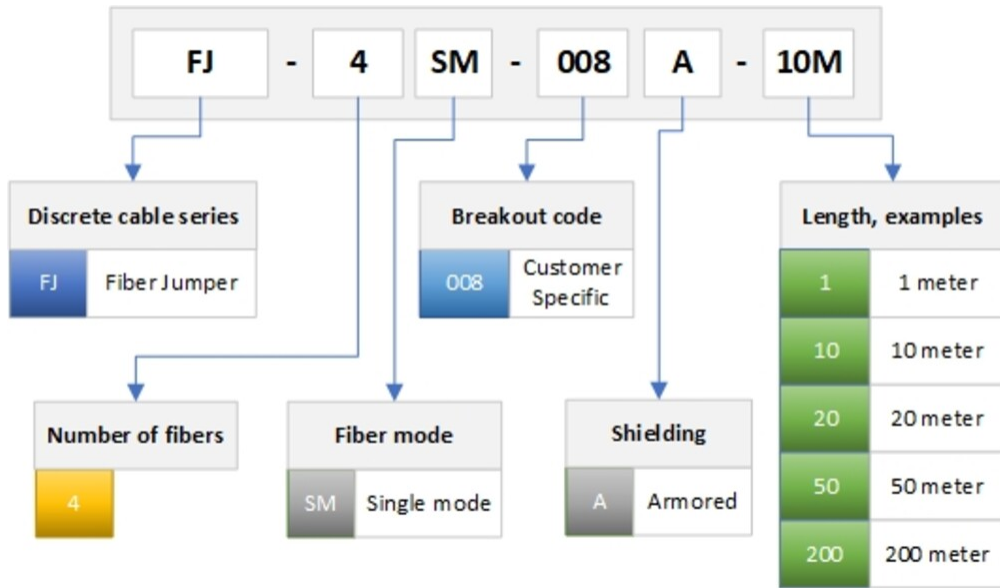 FJ - 4 SM - 008 A - 10M
Discrete cable series
FJ Fiber Jumper
Breakout code
008 Customer
Specific
Length, examples
1 1 meter
10 10 meter
20 20 meter
50 50 meter
200 200 meter
Number of fibers
4
Fiber mode
SM Single mode
Shielding
A Armored